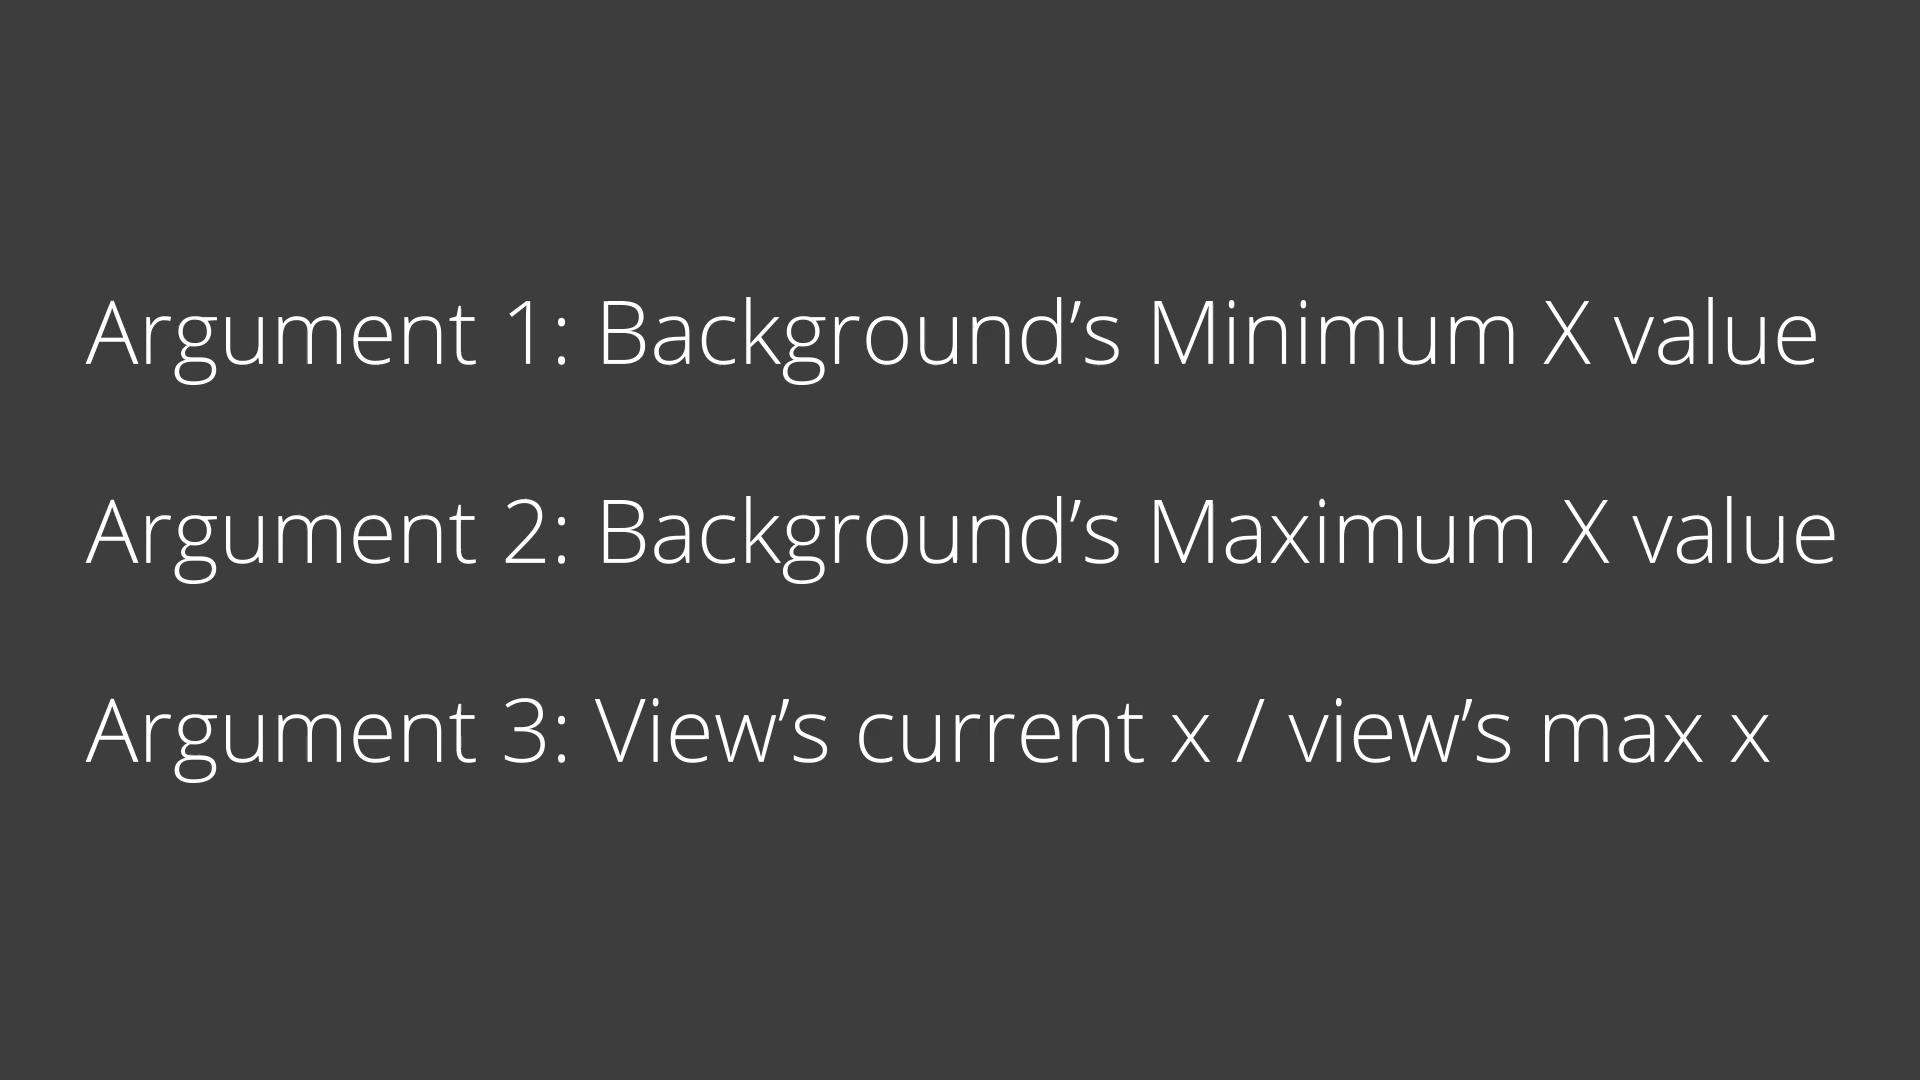 Argument 1: Background’s Minimum X value
Argument 2: Background’s Maximum X value
Argument 3: View’s current x / view’s max x